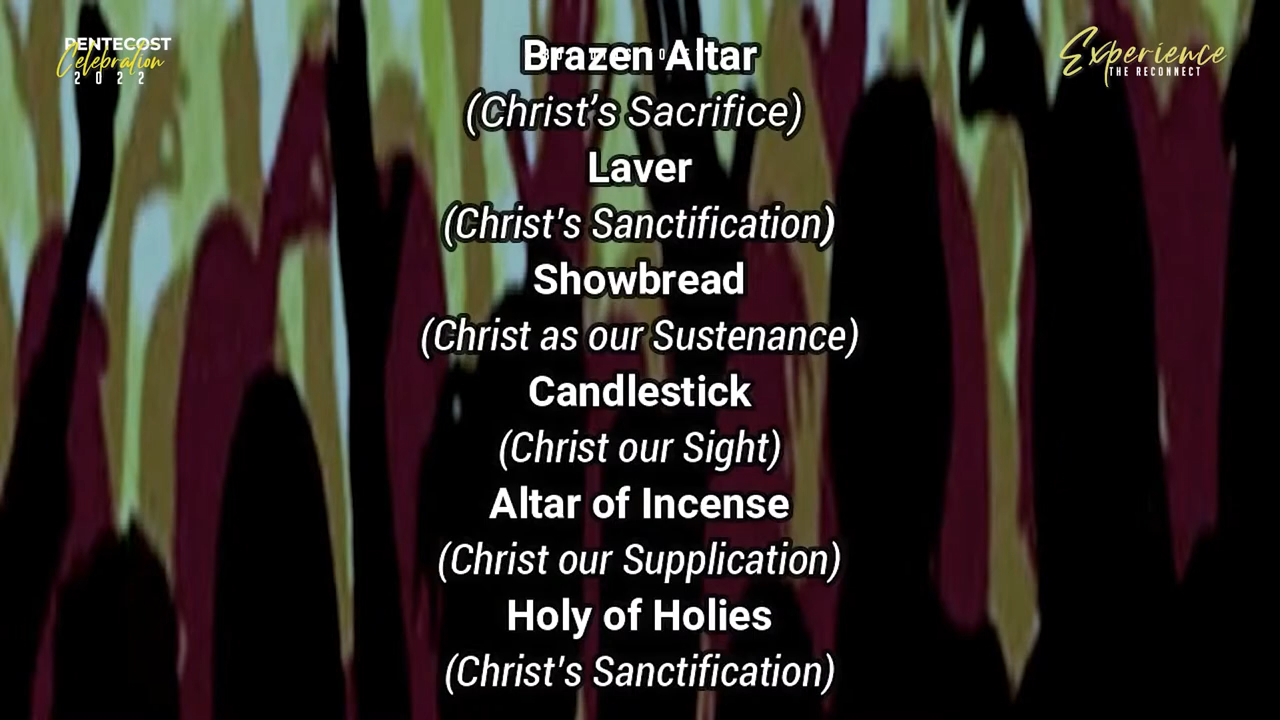 PENTECOST
Celebration
2022
Experience
THE RECONNECT
Brazen Altar
(Christ’s Sacrifice)
Laver
(Christ's Sanctification)
Showbread
(Christ as our Sustenance)
Candlestick
(Christ our Sight)
Altar of Incense
(Christ our Supplication)
Holy of Holies
(Christ's Sanctification)